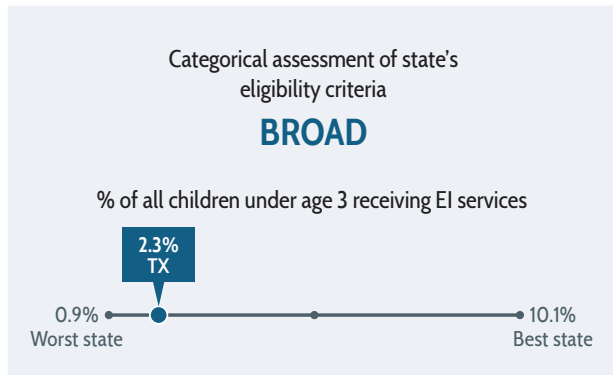 Categorical assessment of state's
eligibility criteria
BROAD
% of all children under age 3 receiving EI services
2.3%
TX
0.9%
Worst state
10.1%
Best state